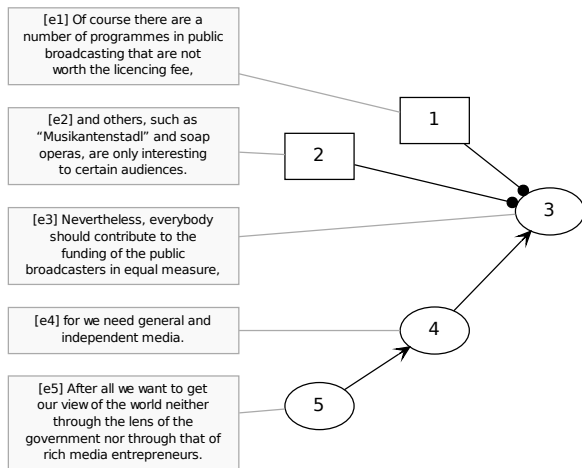 [e1] Of course there are a
number of programmes in public
broadcasting that are not
worth the licencing fee,
1
[e2] and others, such as
“Musikantenstadl” and soap
operas, are only interesting
to certain audiences.
2
[e3] Nevertheless, everybody
should contribute to the
funding of the public
broadcasters in equal measure,
3
[e4] for we need general and
independent media.
4
[e5] After all we want to get
our view of the world neither
through the lens of the
government nor through that of
rich media entrepreneurs.
5